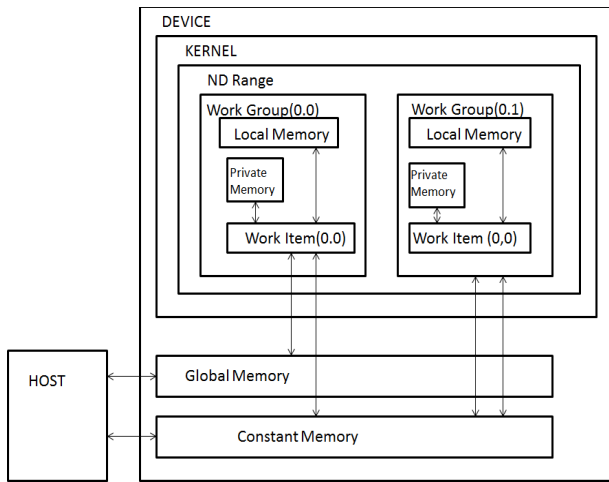 DEVICE
KERNEL
ND Range
Work Group(0.0)
Local Memory
Private
Memory
Work Item(0.0)
Work Group(0.1)
Local Memory
Private
Memory
Work Item (0,0)
HOST
Global Memory
Constant Memory